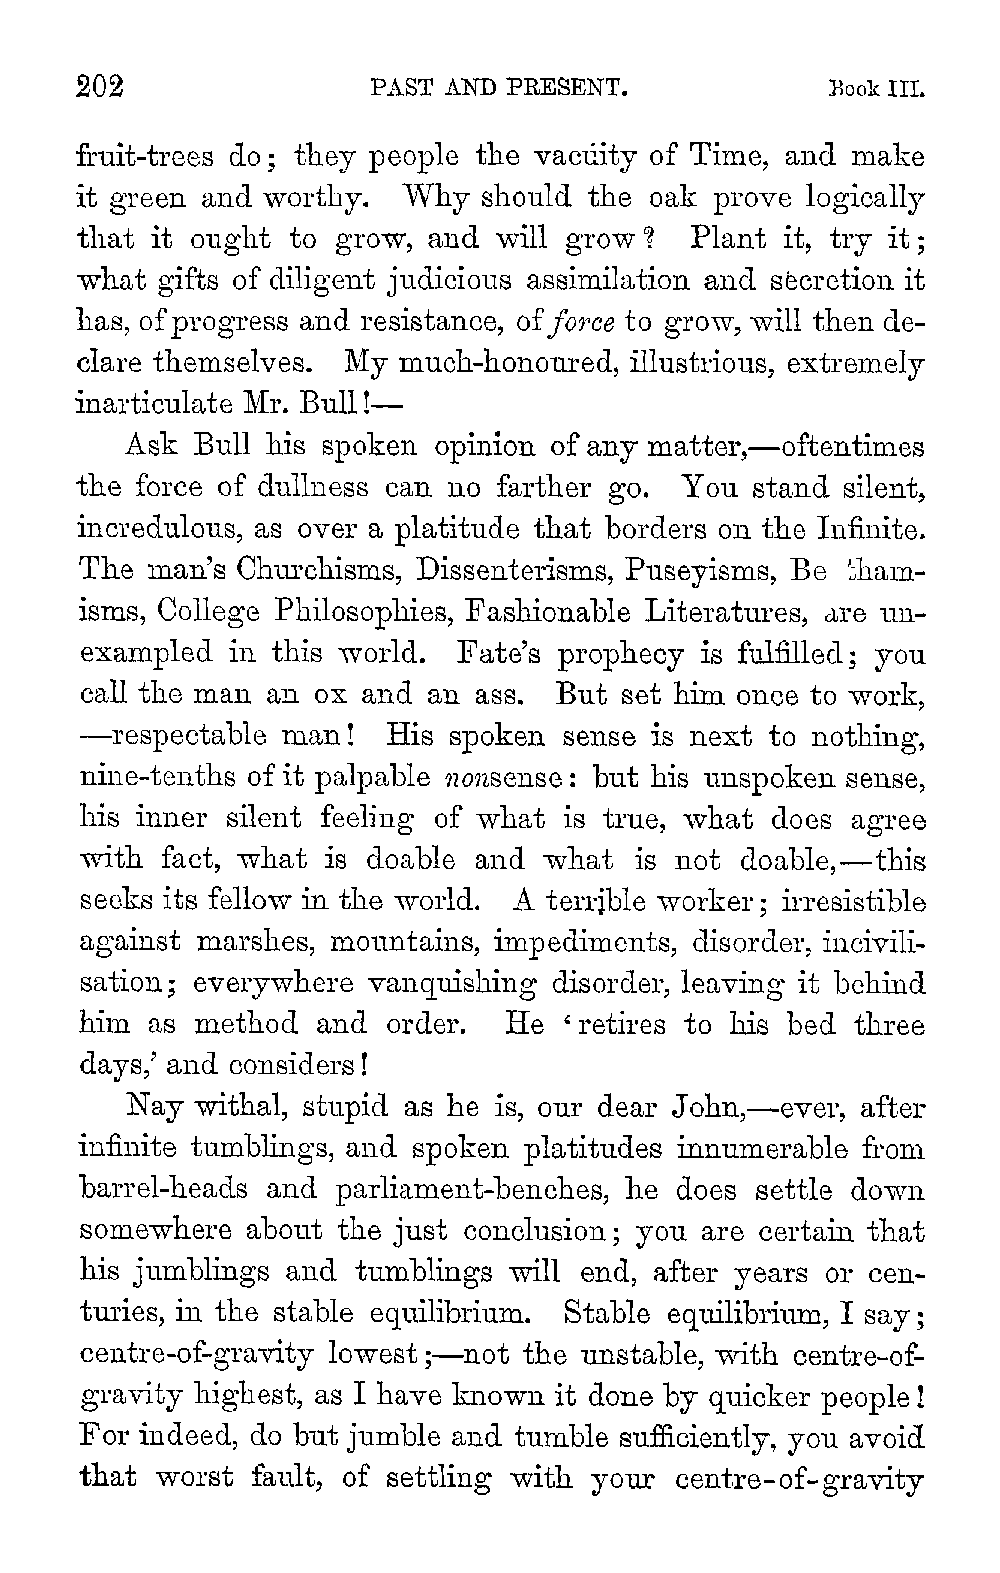 202 PAST AND PRESENT. Book III.
fruit-trees do; they people the vacuity of Time, and make
it green and worthy. Why should the oak prove logically
that it ought to grow, and will grow? Plant it, try it;
what gifts of diligent judicious assimilation and secretion it
has, of progress and resistance, of force to grow, will then de-
clare themselves. My much-honoured, illustrious, extremely
inarticulate Mr. Bull!—
Ask Bull his spoken opinion of any matter,—oftentimes
the force of dullness can no farther go. You stand silent,
incredulous, as over a platitude that borders on the Infinite.
The man's Churchisms, Dissenterisms, Puseyisms, Bentham-
isms, College Philosophies, Fashionable Literatures, are un-
exampled in this world. Fate's prophecy is fulfilled; you
call the man an ox and an ass. But set him once to work,
—respectable man! His spoken sense is next to nothing,
nine-tenths of it palpable nonsense: but his unspoken sense,
his inner silent feeling of what is true, what does agree
with fact, what is doable and what is not doable,—this
seeks its fellow in the world. A terrible worker; irresistible
against marshes, mountains, impediments, disorder, incivili-
sation; everywhere vanquishing disorder, leaving it behind
him as method and order. He ‘retires to his bed three
days,’ and considers!
Nay withal, stupid as he is, our dear John,—ever, after
infinite tumblings, and spoken platitudes innumerable from
barrel-heads and parliament-benches, he does settle down
somewhere about the just conclusion; you are certain that
his jumblings and tumblings will end, after years or cen-
turies, in the stable equilibrium. Stable equilibrium, I say;
centre-of-gravity lowest;—not the unstable, with centre-of-
gravity highest, as I have known it done by quicker people!
For indeed, do but jumble and tumble sufficiently, you avoid
that worst fault, of settling with your centre-of-gravity